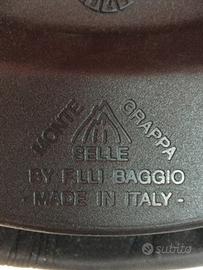 MONTE GRAPPA
SELLE
BY F.LLI BAGGIO
- MADE IN ITALY -
subito